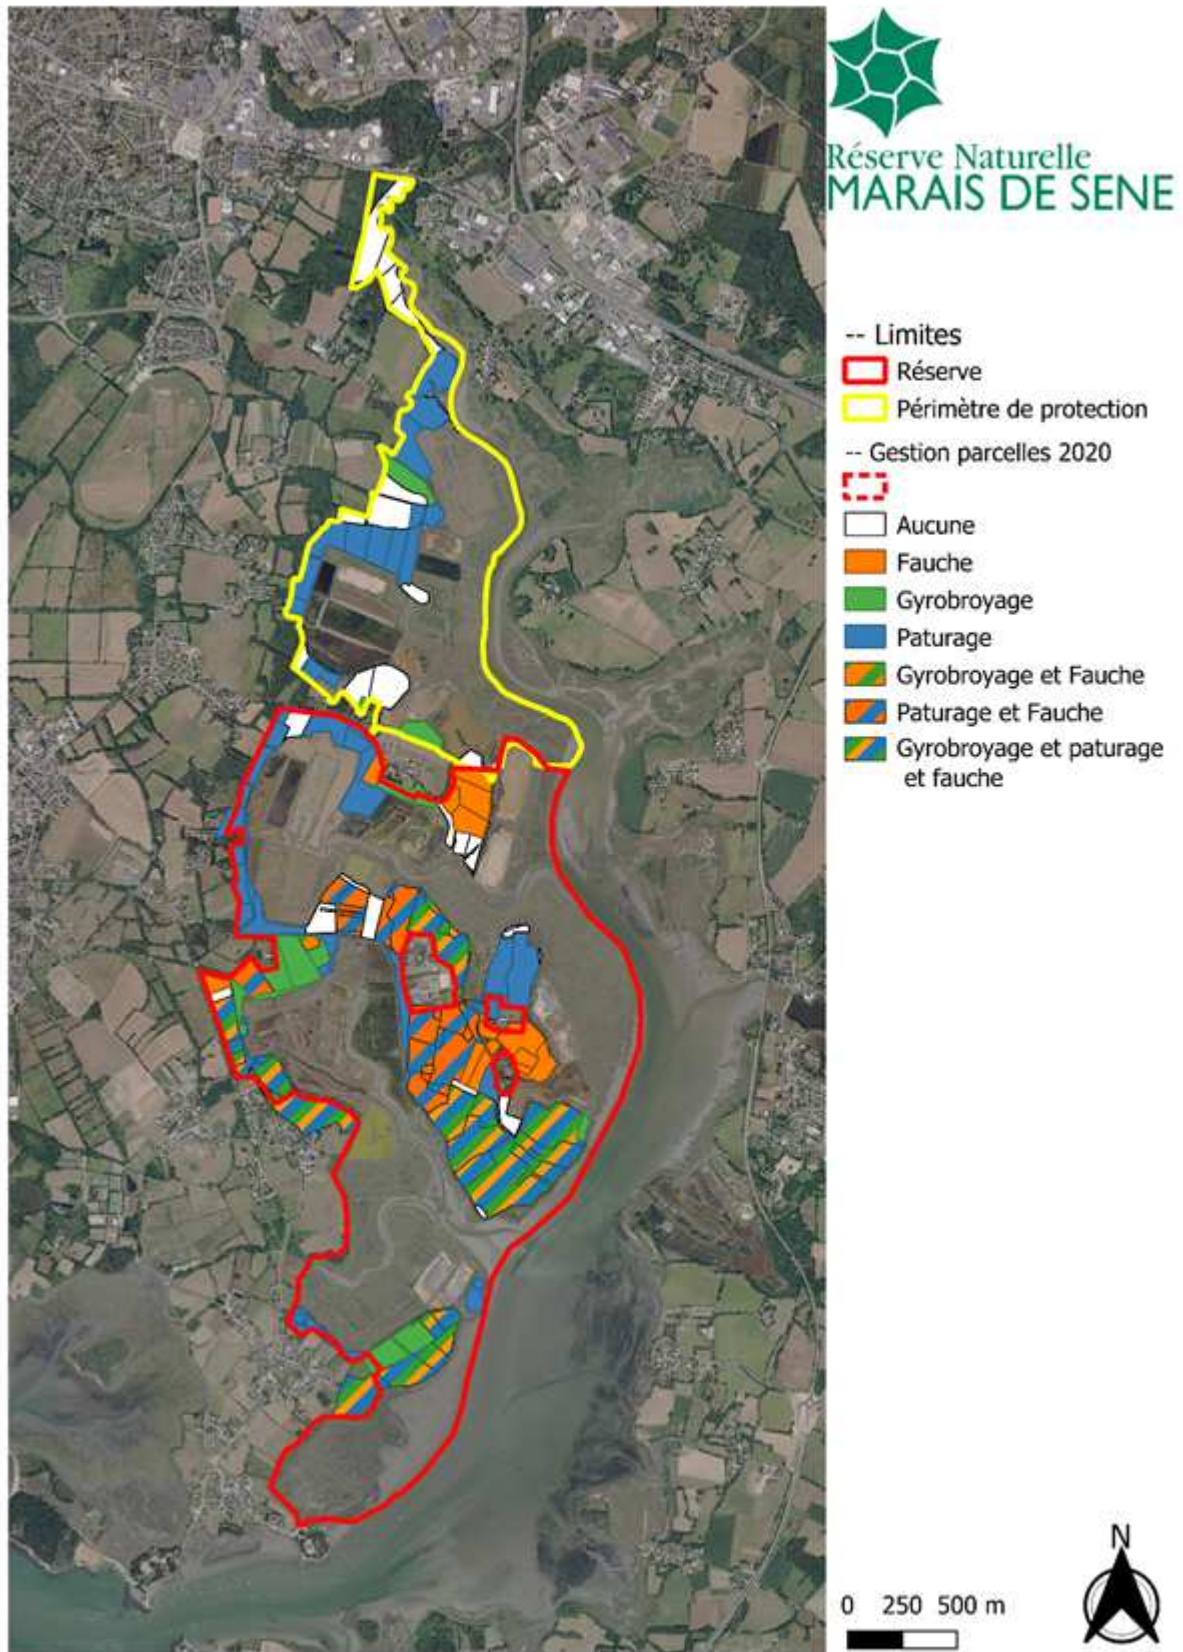 Réserve Naturelle
MARAIS DE SENE
-- Limites
Réserve
Périmètre de protection
-- Gestion parcelles 2020
Aucune
Fauche
Gyrobroyage
Paturage
Gyrobroyage et Fauche
Paturage et Fauche
Gyrobroyage et paturage
et fauche
N
0 250 500 m